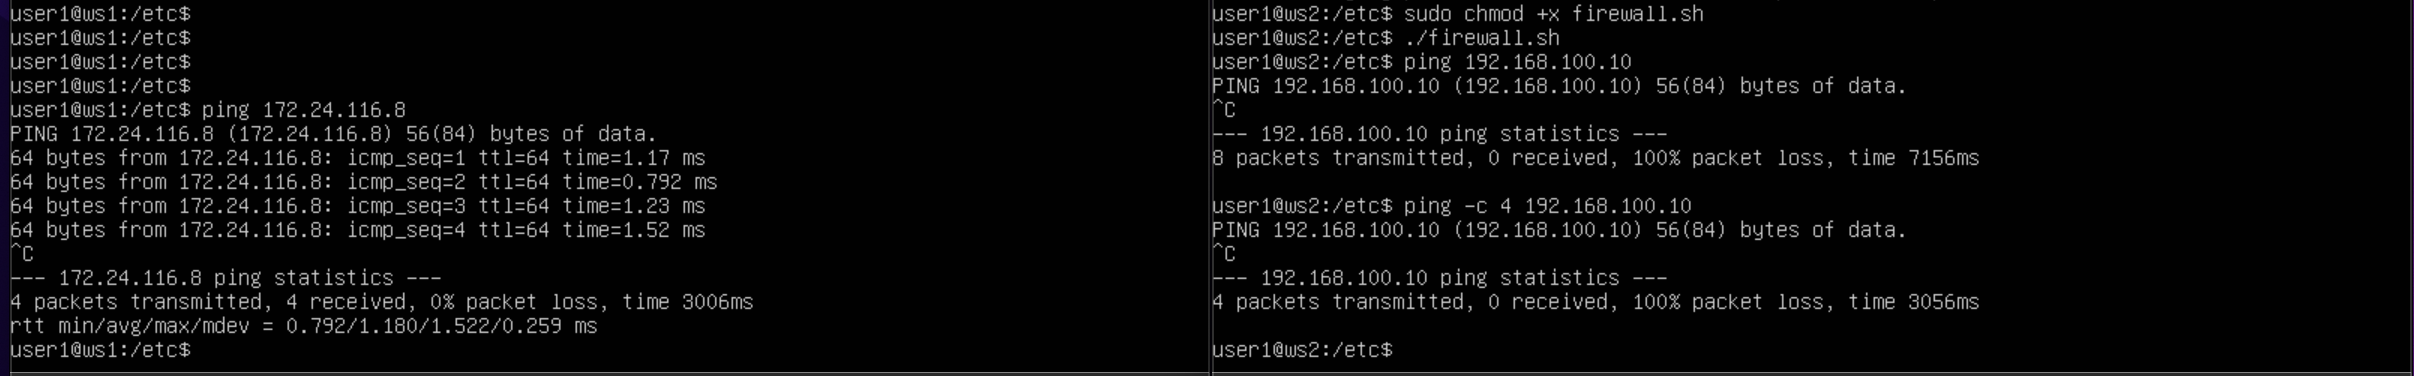 user1@ws1:/etc$
user1@ws1:/etc$
user1@ws1:/etc$
user1@ws1:/etc$
user1@ws1:/etc$ ping 172.24.116.8
PING 172.24.116.8 (172.24.116.8) 56(84) bytes of data.
64 bytes from 172.24.116.8: icmp_seq=1 ttl=64 time=1.17 ms
64 bytes from 172.24.116.8: icmp_seq=2 ttl=64 time=0.792 ms
64 bytes from 172.24.116.8: icmp_seq=3 ttl=64 time=1.23 ms
64 bytes from 172.24.116.8: icmp_seq=4 ttl=64 time=1.52 ms
^C
--- 172.24.116.8 ping statistics ---
4 packets transmitted, 4 received, 0% packet loss, time 3006ms
rtt min/avg/max/mdev = 0.792/1.180/1.522/0.259 ms
user1@ws1:/etc$
user1@ws2:/etc$ sudo chmod +x firewall.sh
user1@ws2:/etc$ ./firewall.sh
user1@ws2:/etc$ ping 192.168.100.10
PING 192.168.100.10 (192.168.100.10) 56(84) bytes of data.
^C
--- 192.168.100.10 ping statistics ---
8 packets transmitted, 0 received, 100% packet loss, time 7156ms
user1@ws2:/etc$ ping -c 4 192.168.100.10
PING 192.168.100.10 (192.168.100.10) 56(84) bytes of data.
^C
--- 192.168.100.10 ping statistics ---
4 packets transmitted, 0 received, 100% packet loss, time 3056ms
user1@ws2:/etc$